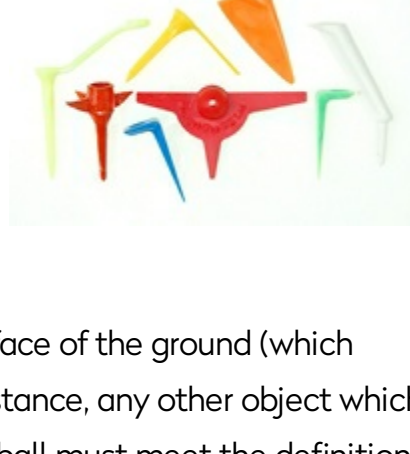 face of the ground (which
stance, any other object which
ball must meet the definition